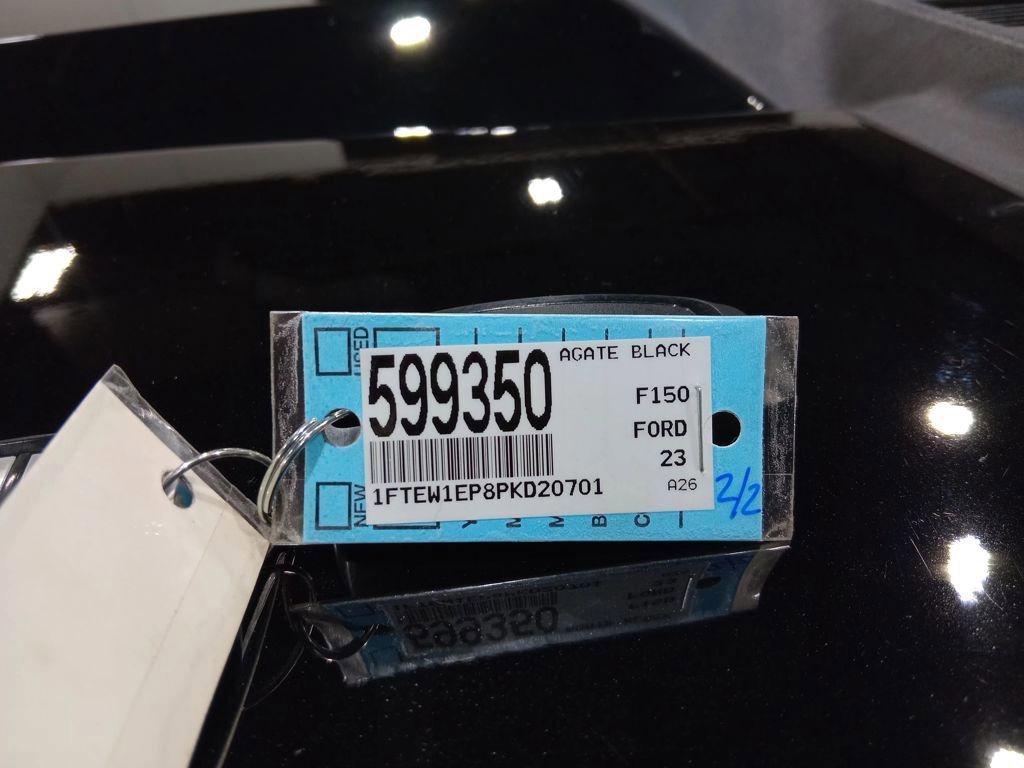 USED
599350
AGATE BLACK
F150
FORD
23
1FTEW1EP8PKD20701
A26
2/2
NEW